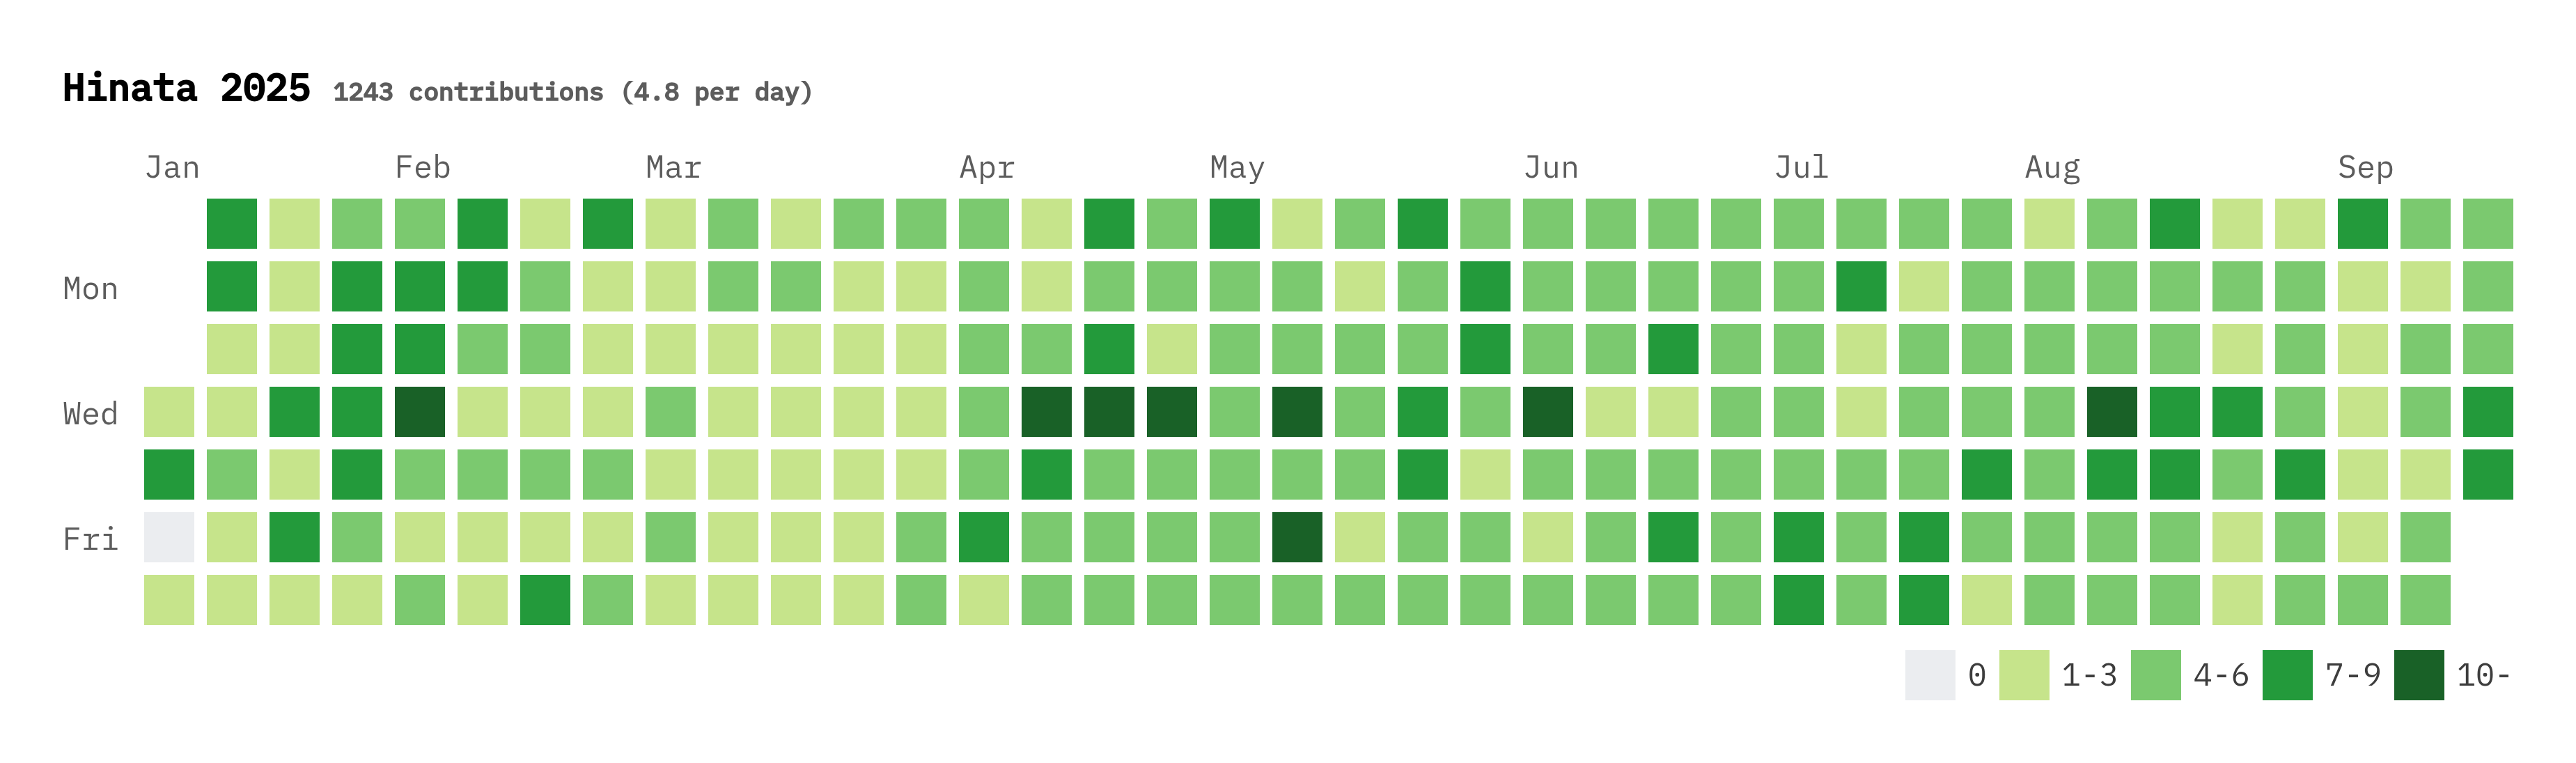 Hinata 2025 1243 contributions (4.8 per day)
Jan Feb Mar Apr May Jun Jul Aug Sep
Mon
Wed
Fri
0 1-3 4-6 7-9 10-